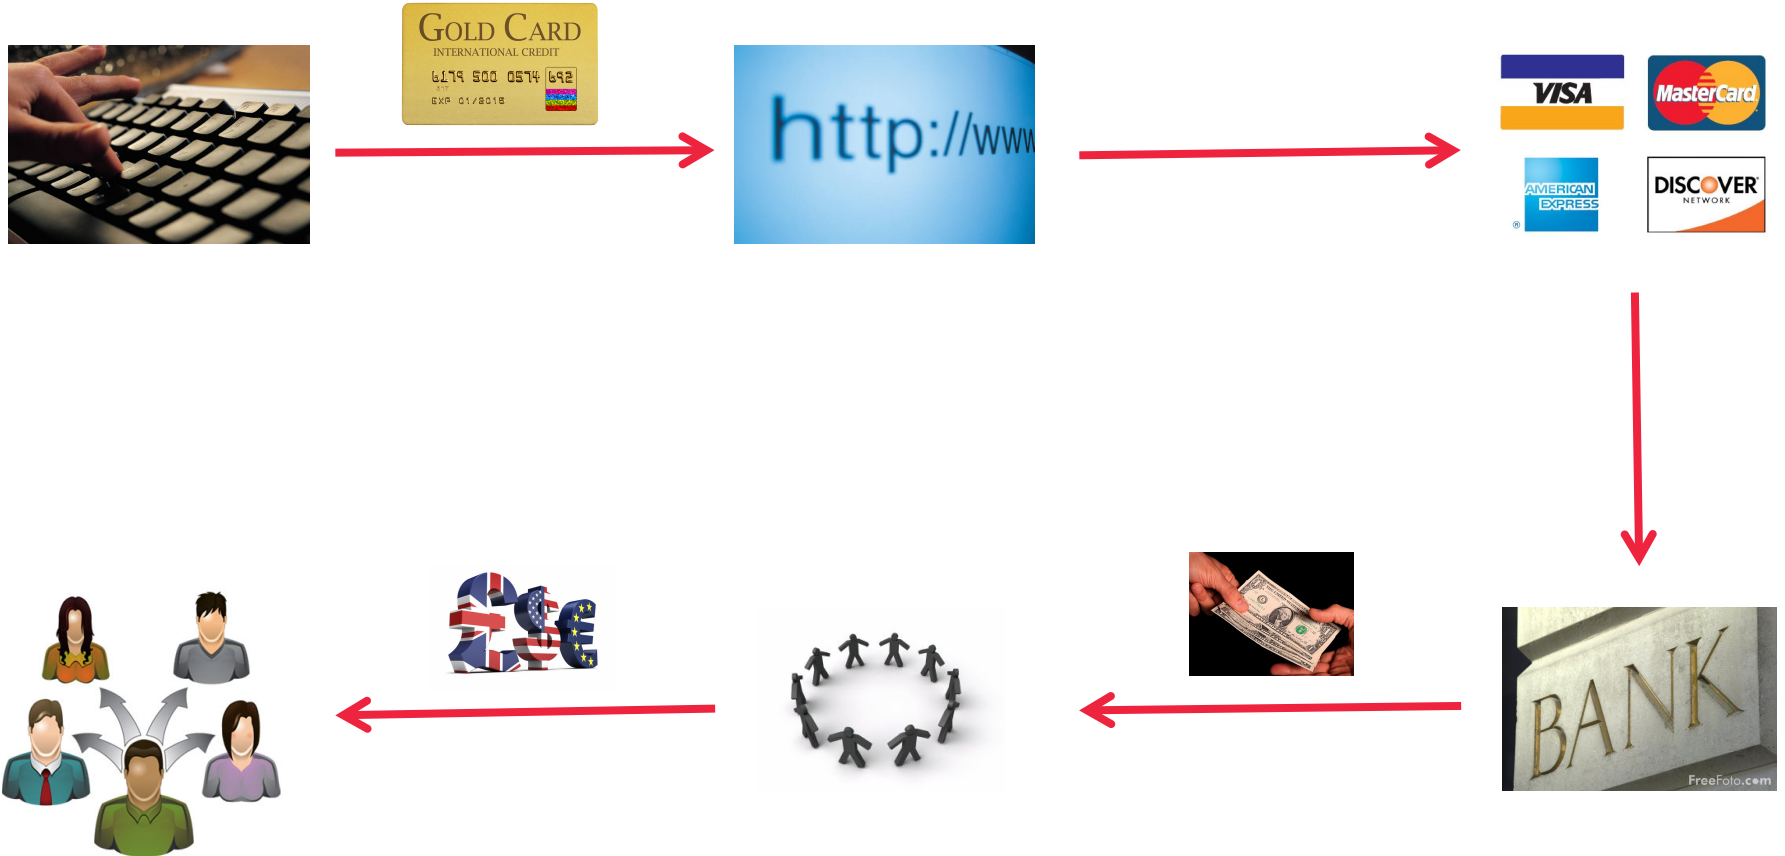 GOLD CARD
INTERNATIONAL CREDIT
6179 500 0574 692
EXP 01/2016
http://www
VISA
MasterCard
AMERICAN
EXPRESS
®
DISCOVER
NETWORK
£$€
BANK
FreeFoto.com